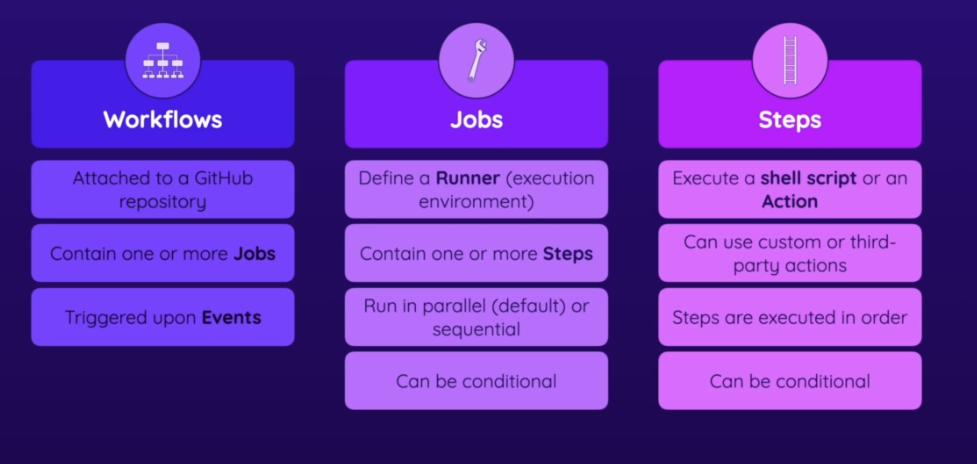 Workflows
Attached to a GitHub
repository
Contain one or more Jobs
Triggered upon Events
Jobs
Define a Runner (execution
environment)
Contain one or more Steps
Run in parallel (default) or
sequential
Can be conditional
Steps
Execute a shell script or an
Action
Can use custom or third-
party actions
Steps are executed in order
Can be conditional